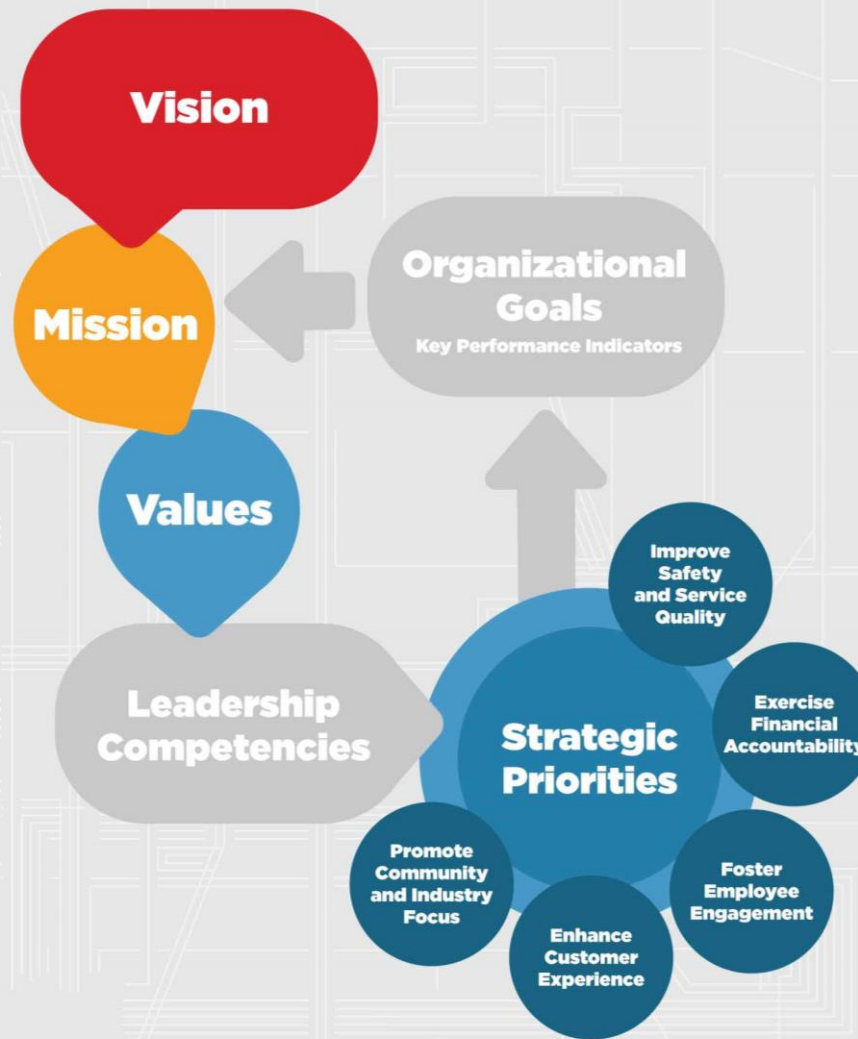 Vision
Mission
Organizational
Goals
Key Performance Indicators
Values
Leadership
Competencies
Strategic
Priorities
Improve
Safety
and Service
Quality
Exercise
Financial
Accountability
Foster
Employee
Engagement
Enhance
Customer
Experience
Promote
Community
and Industry
Focus